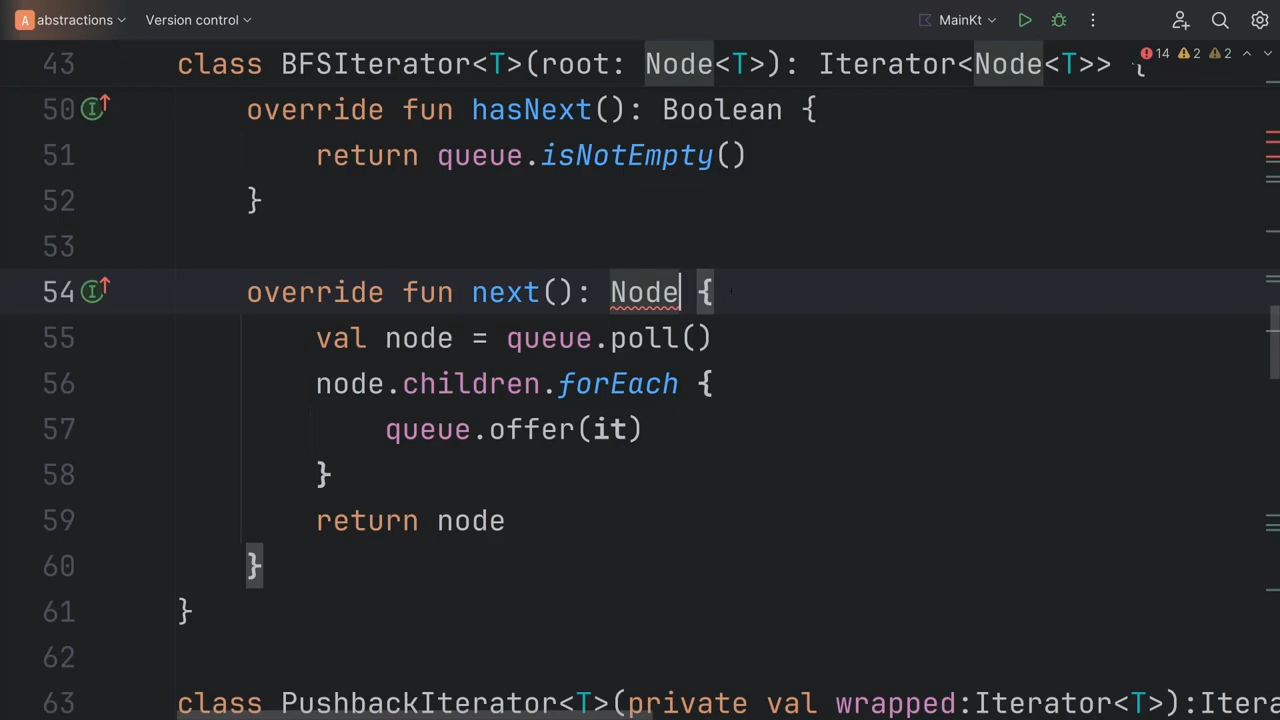 A abstractions Version control MainKt
43 class BFSIterator<T>(root: Node<T>): Iterator<Node<T>> {
14 2 2
50 override fun hasNext(): Boolean {
51 return queue.isNotEmpty()
52 }
53
54 override fun next(): Node {
55 val node = queue.poll()
56 node.children.forEach {
57 queue.offer(it)
58 }
59 return node
60 }
61 }
62
63 class PushbackIterator<T>(private val wrapped:Iterator<T>):Itera